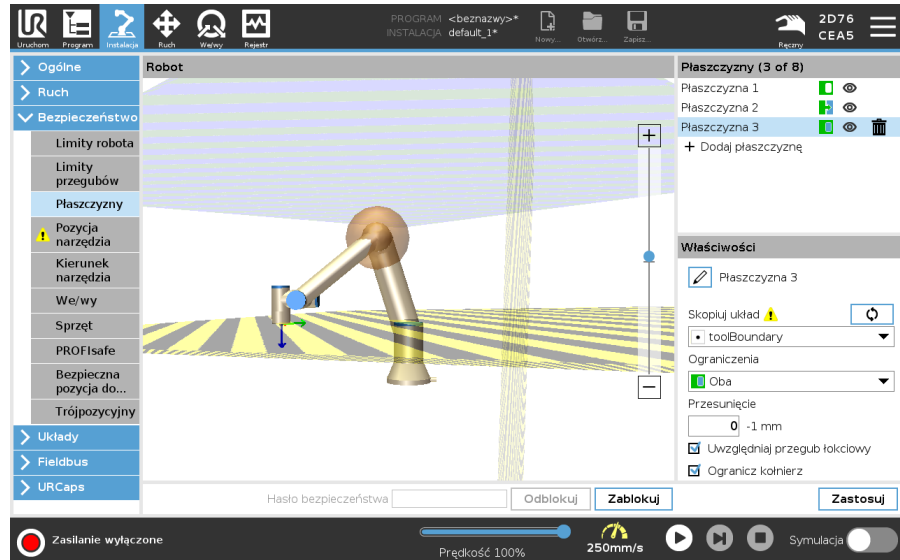 PROGRAM <beznazwy>*
INSTALACJA default_1*
2D76
CEA5
Uruchom Program Instalacja Ruch We/wy Rejestr Nowy... Otwórz... Zapisz... Ręczny
Ogólne
Ruch
Bezpieczeństwo
Limity robota
Limity
przegubów
Płaszczyzny
Pozycja
narzędzia
Kierunek
narzędzia
We/wy
Sprzęt
PROFIsafe
Bezpieczna
pozycja do...
Trójpozycyjny
Układy
Fieldbus
URCaps
Robot
+
−
Płaszczyzny (3 of 8)
Płaszczyzna 1
Płaszczyzna 2
Płaszczyzna 3
+ Dodaj płaszczyznę
Właściwości
Płaszczyzna 3
Skopiuj układ
toolBoundary
Ograniczenia
Oba
Przesunięcie
0 -1 mm
Uwzględniaj przegub łokciowy
Ogranicz kołnierz
Hasło bezpieczeństwa Odblokuj Zablokuj Zastosuj
Zasilanie wyłączone
Prędkość 100%
250mm/s
Symulacja